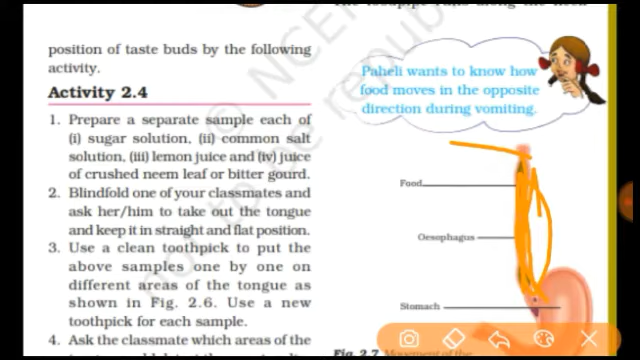 position of taste buds by the following
activity.
Activity 2.4
1. Prepare a separate sample each of
(i) sugar solution, (ii) common salt
solution, (iii) lemon juice and (iv) juice
of crushed neem leaf or bitter gourd.
2. Blindfold one of your classmates and
ask her/him to take out the tongue
and keep it in straight and flat position.
3. Use a clean toothpick to put the
above samples one by one on
different areas of the tongue as
shown in Fig. 2.6. Use a new
toothpick for each sample.
4. Ask the classmate which areas of the
Paheli wants to know how
food moves in the opposite
direction during vomiting.
Food
Oesophagus
Stomach
Fig. 2.7 Movement of the
© NCE